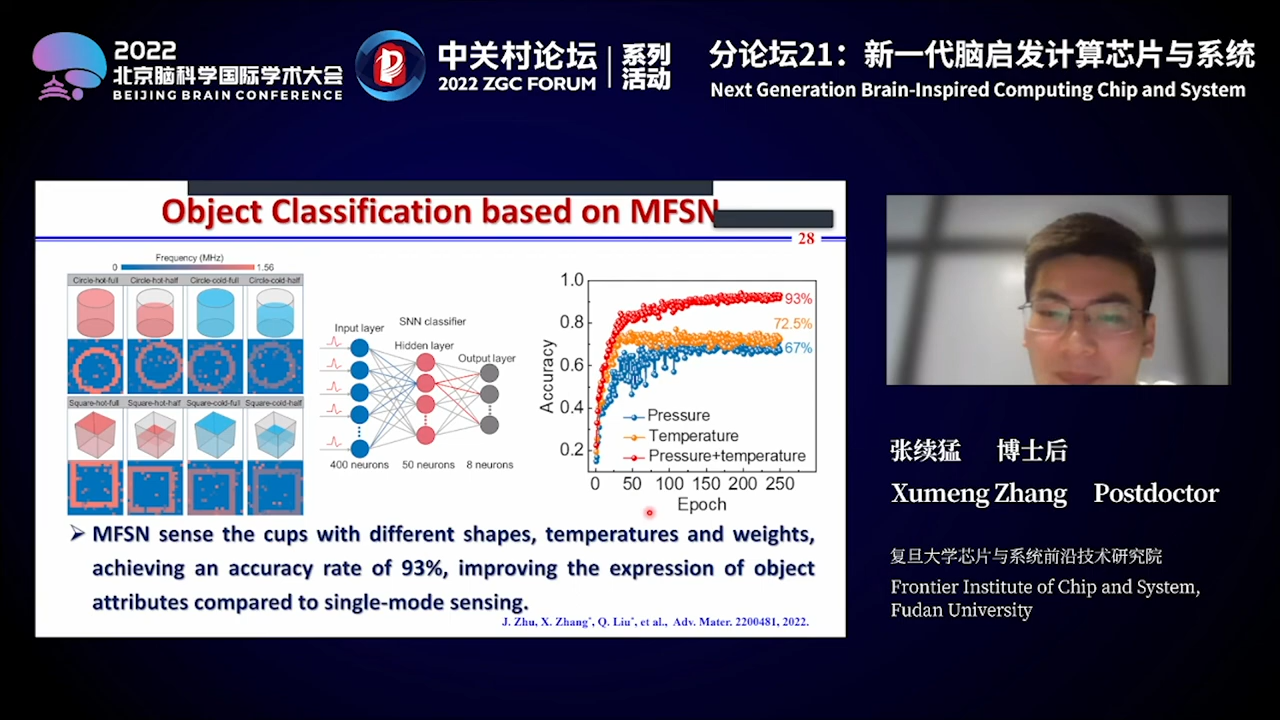 2022
北京脑科学国际学术大会
BEIJING BRAIN CONFERENCE
中关村论坛
2022 ZGC FORUM
系列
活动
分论坛21：新一代脑启发计算芯片与系统
Next Generation Brain-Inspired Computing Chip and System
Object Classification based on MFSN
28
Frequency (MHz)
0 1.56
Circle-hot-full Circle-hot-half Circle-cold-full Circle-cold-half
Square-hot-full Square-hot-half Square-cold-full Square-cold-half
SNN classifier
Input layer
Hidden layer
Output layer
400 neurons 50 neurons 8 neurons
Accuracy
1.0
0.8
0.6
0.4
0.2
93%
72.5%
67%
Pressure
Temperature
Pressure+temperature
0 50 100 150 200 250
Epoch
➢ MFSN sense the cups with different shapes, temperatures and weights,
achieving an accuracy rate of 93%, improving the expression of object
attributes compared to single-mode sensing.
J. Zhu, X. Zhang*, Q. Liu*, et al., Adv. Mater. 2200481, 2022.
张续猛 博士后
Xumeng Zhang Postdoctor
复旦大学芯片与系统前沿技术研究院
Frontier Institute of Chip and System,
Fudan University